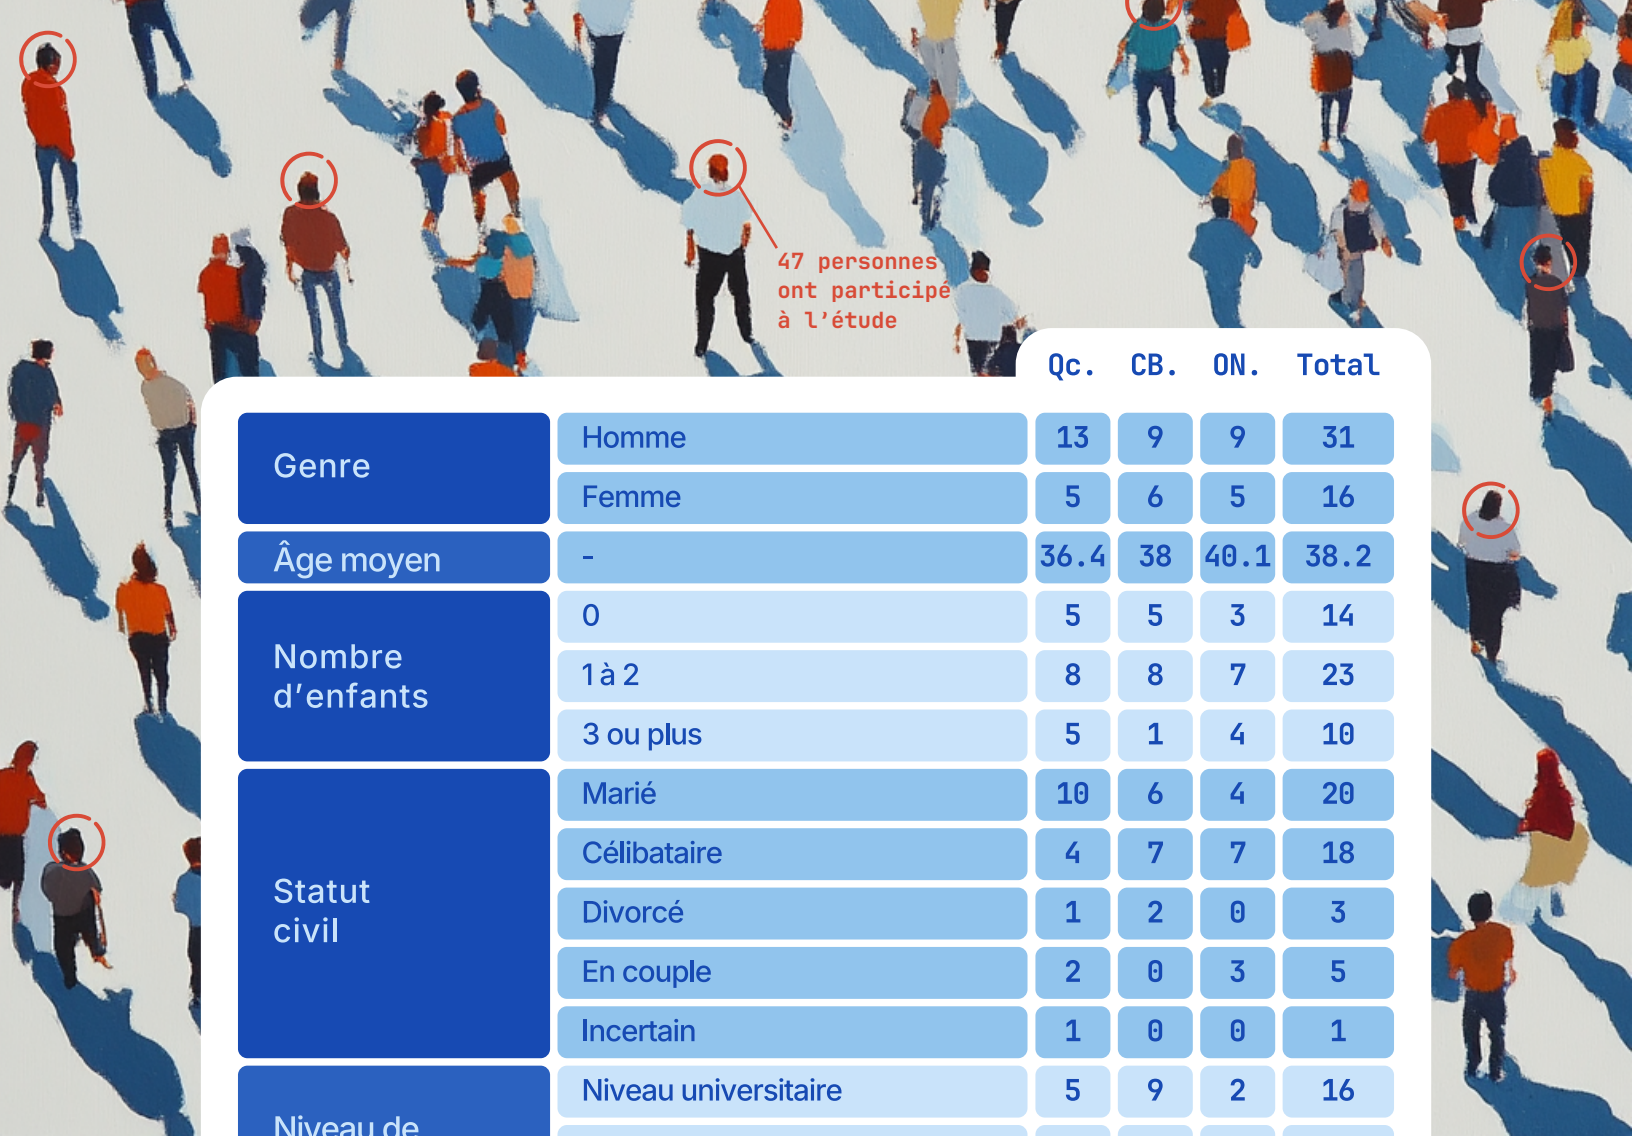 47 personnes
ont participé
à l’étude
Qc. CB. ON. Total
Genre
Homme 13 9 9 31
Femme 5 6 5 16
Âge moyen - 36.4 38 40.1 38.2
Nombre
d’enfants
0 5 5 3 14
1 à 2 8 8 7 23
3 ou plus 5 1 4 10
Statut
civil
Marié 10 6 4 20
Célibataire 4 7 7 18
Divorcé 1 2 0 3
En couple 2 0 3 5
Incertain 1 0 0 1
Niveau de
Niveau universitaire 5 9 2 16